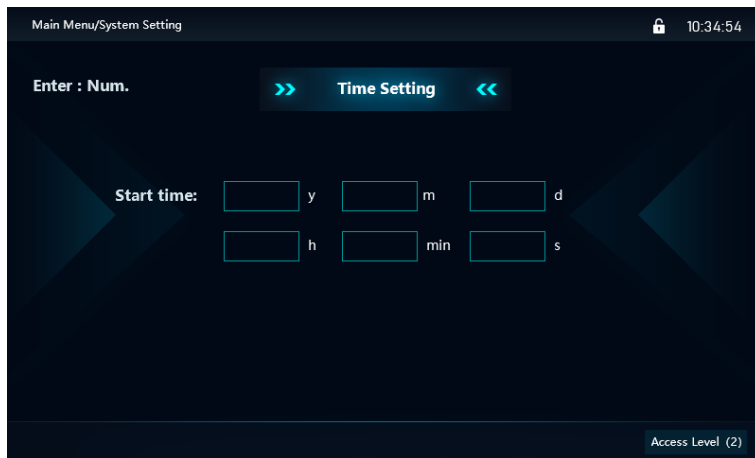 Main Menu/System Setting 10:34:54
Enter : Num.
Time Setting
Start time: y m d
h min s
Access Level (2)